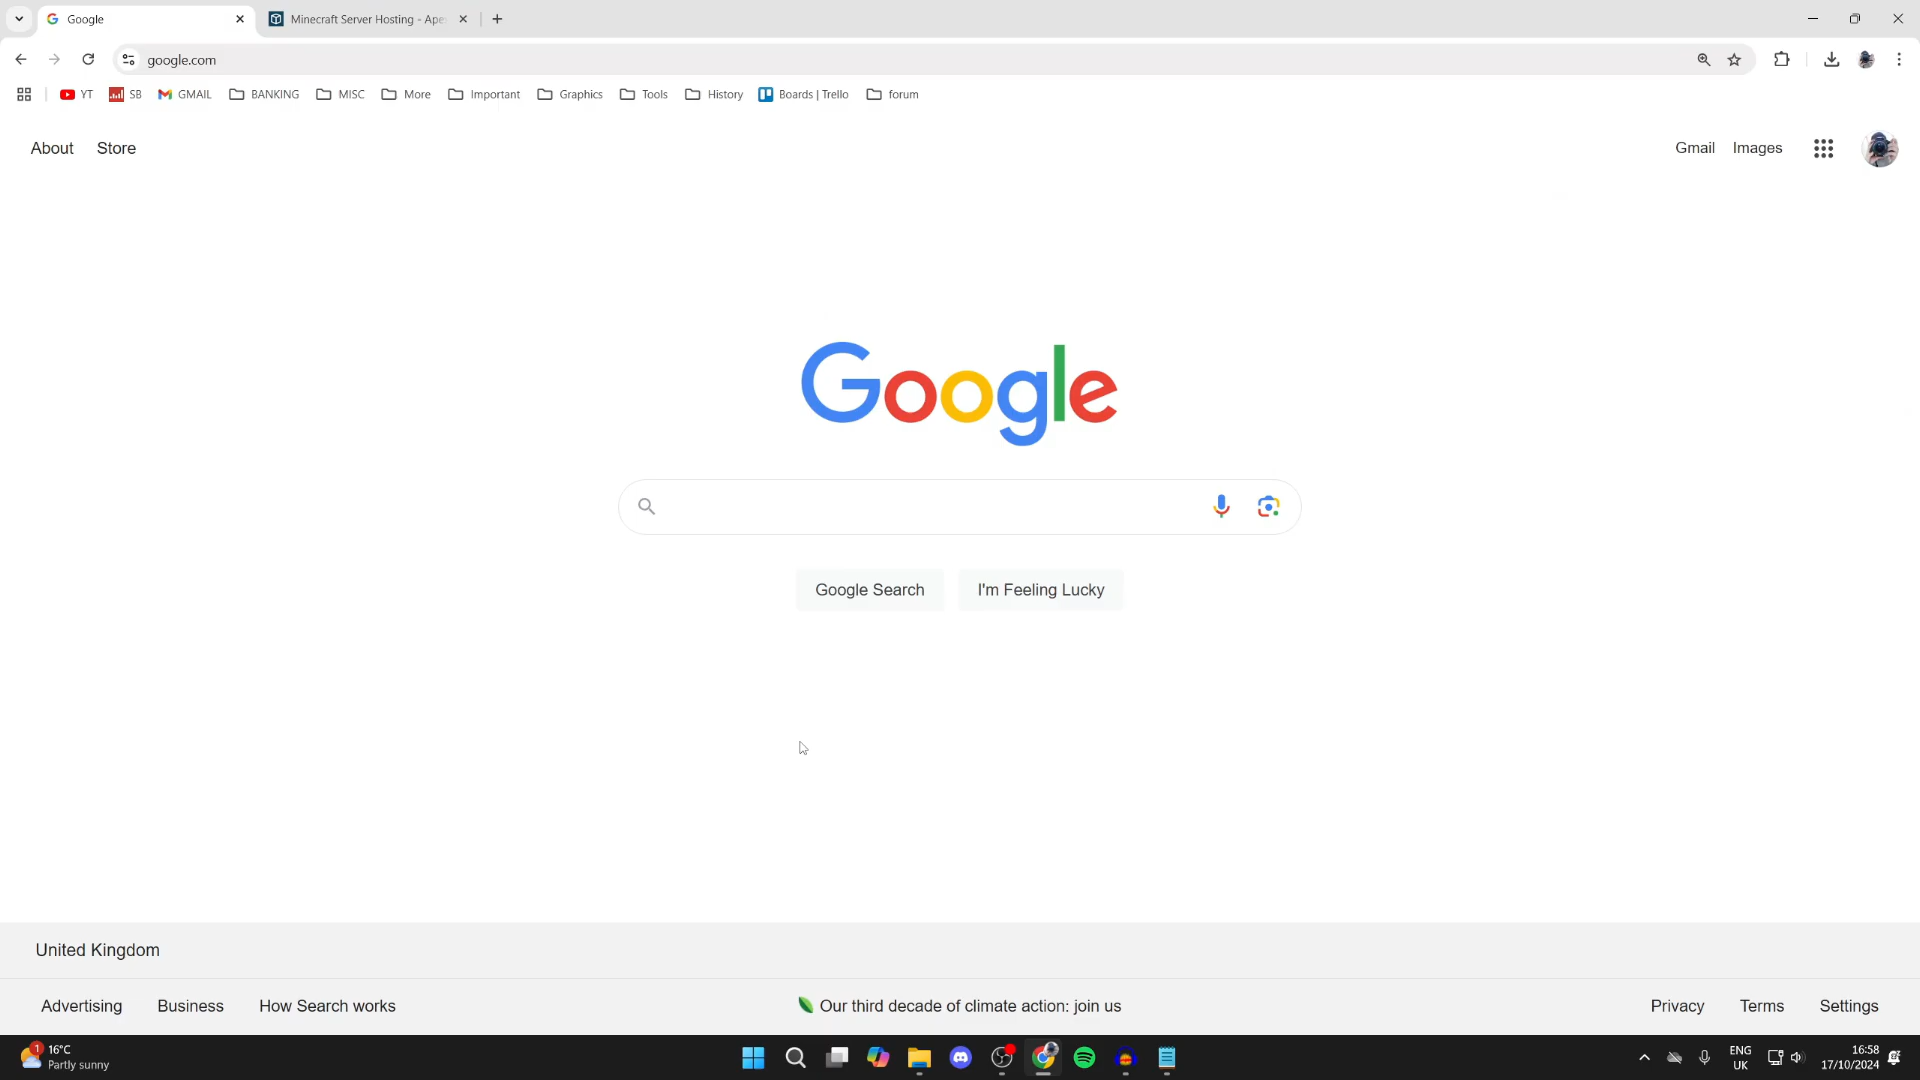 Google
Minecraft Server Hosting - Ape
google.com
YT
SB
GMAIL
BANKING
MISC
More
Important
Graphics
Tools
History
Boards | Trello
forum
About
Store
Gmail
Images
Google
Google Search
I'm Feeling Lucky
United Kingdom
Advertising
Business
How Search works
Our third decade of climate action: join us
Privacy
Terms
Settings
1
16°C
Partly sunny
ENG
UK
16:58
17/10/2024